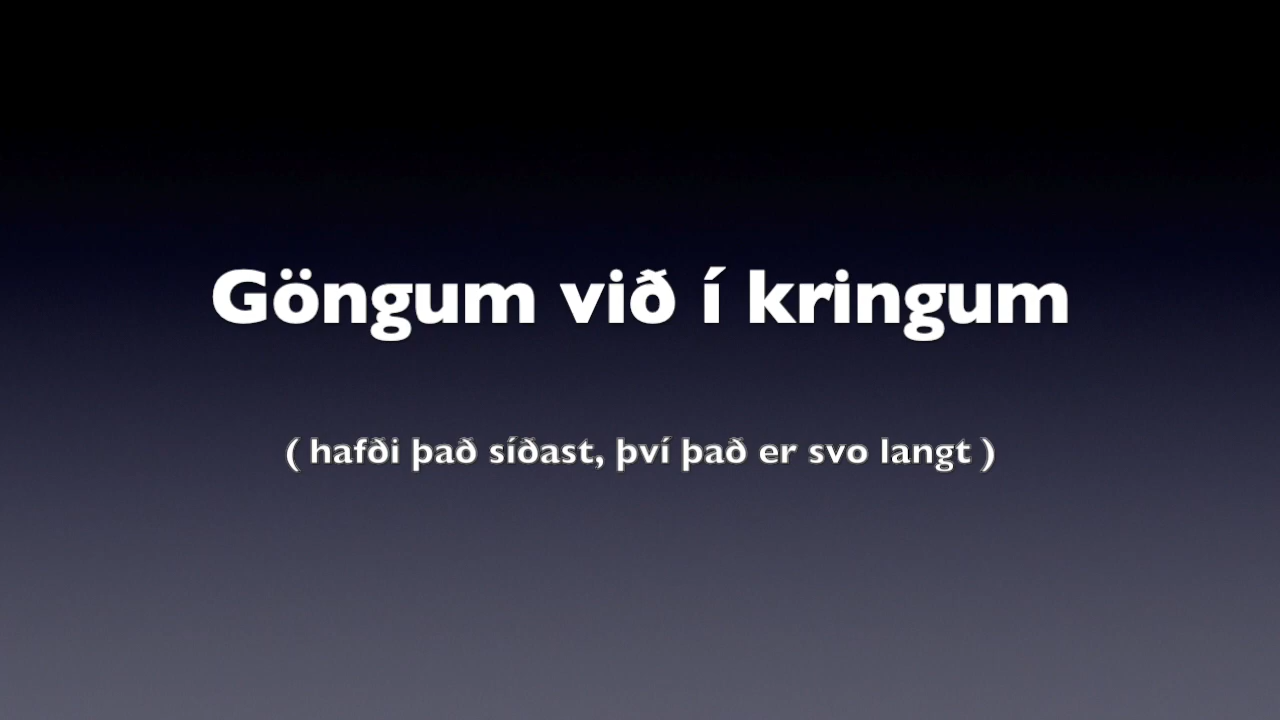 Göngum við í kringum
( hafði það síðast, því það er svo langt )